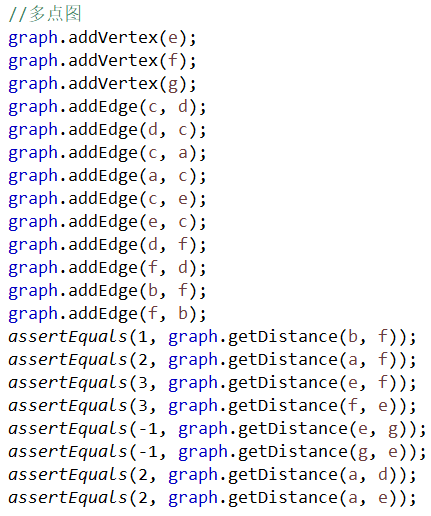 //多点图
graph.addVertex(e);
graph.addVertex(f);
graph.addVertex(g);
graph.addEdge(c, d);
graph.addEdge(d, c);
graph.addEdge(c, a);
graph.addEdge(a, c);
graph.addEdge(c, e);
graph.addEdge(e, c);
graph.addEdge(d, f);
graph.addEdge(f, d);
graph.addEdge(b, f);
graph.addEdge(f, b);
assertEquals(1, graph.getDistance(b, f));
assertEquals(2, graph.getDistance(a, f));
assertEquals(3, graph.getDistance(e, f));
assertEquals(3, graph.getDistance(f, e));
assertEquals(-1, graph.getDistance(e, g));
assertEquals(-1, graph.getDistance(g, e));
assertEquals(2, graph.getDistance(a, d));
assertEquals(2, graph.getDistance(a, e));